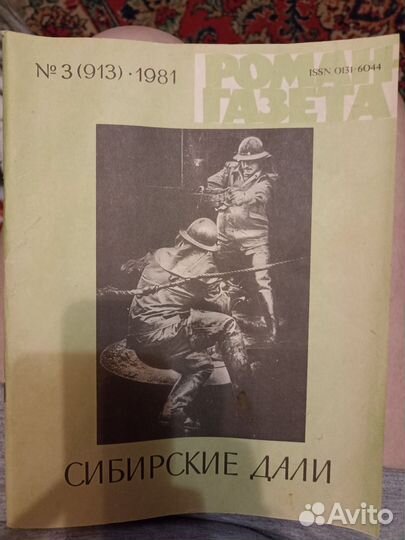 № 3 (913) · 1981
РОМАН
ГАЗЕТА
ISSN 0131-6044
СИБИРСКИЕ ДАЛИ
Avito